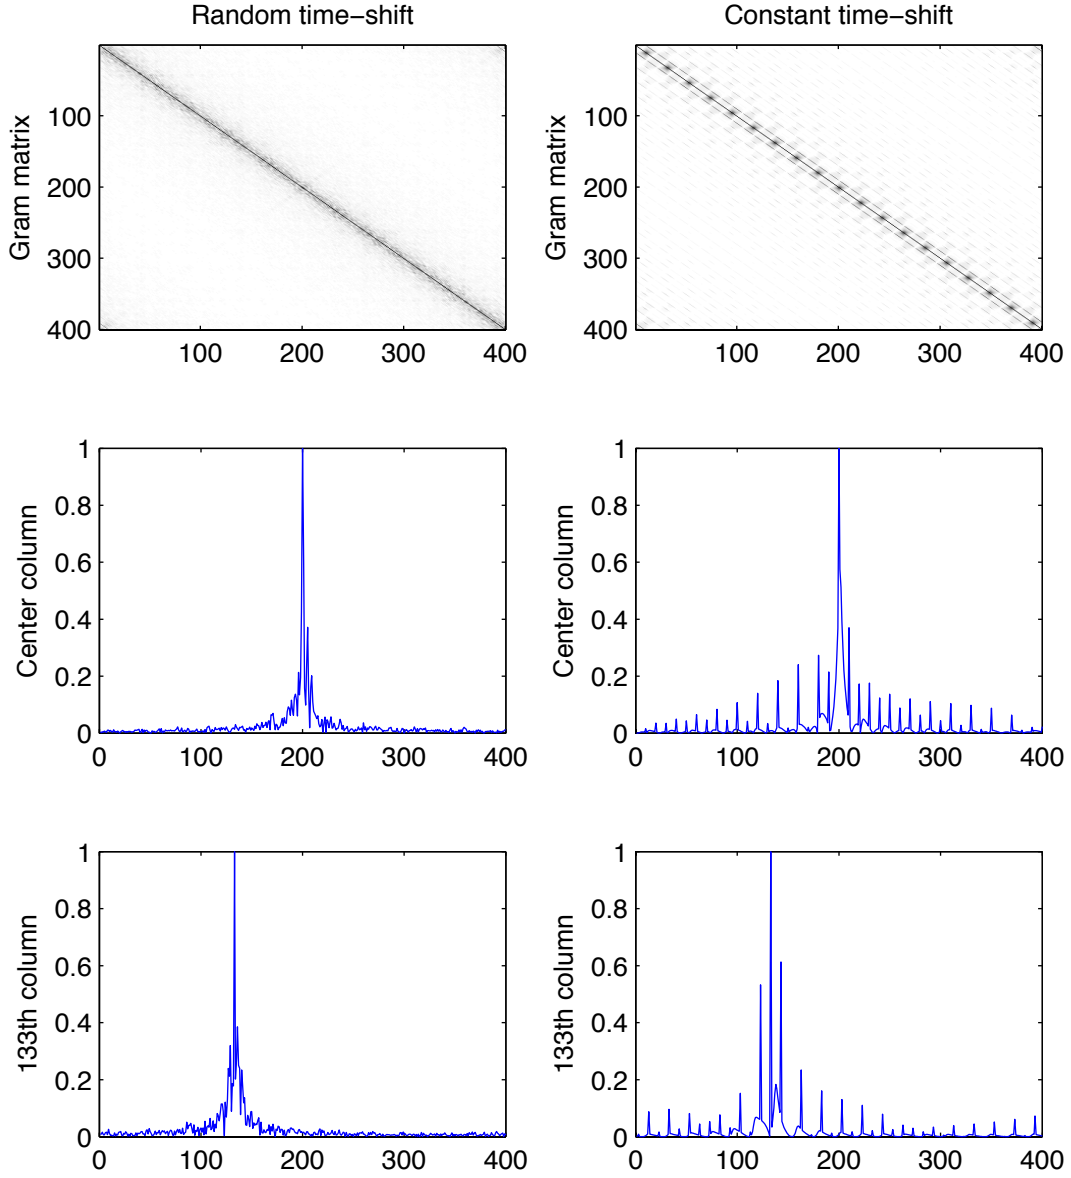 Random time−shift
Constant time−shift
Gram matrix
100
200
300
400
100 200 300 400
Gram matrix
100
200
300
400
100 200 300 400
Center column
1
0.8
0.6
0.4
0.2
0
0 100 200 300 400
Center column
1
0.8
0.6
0.4
0.2
0
0 100 200 300 400
133th column
1
0.8
0.6
0.4
0.2
0
0 100 200 300 400
133th column
1
0.8
0.6
0.4
0.2
0
0 100 200 300 400